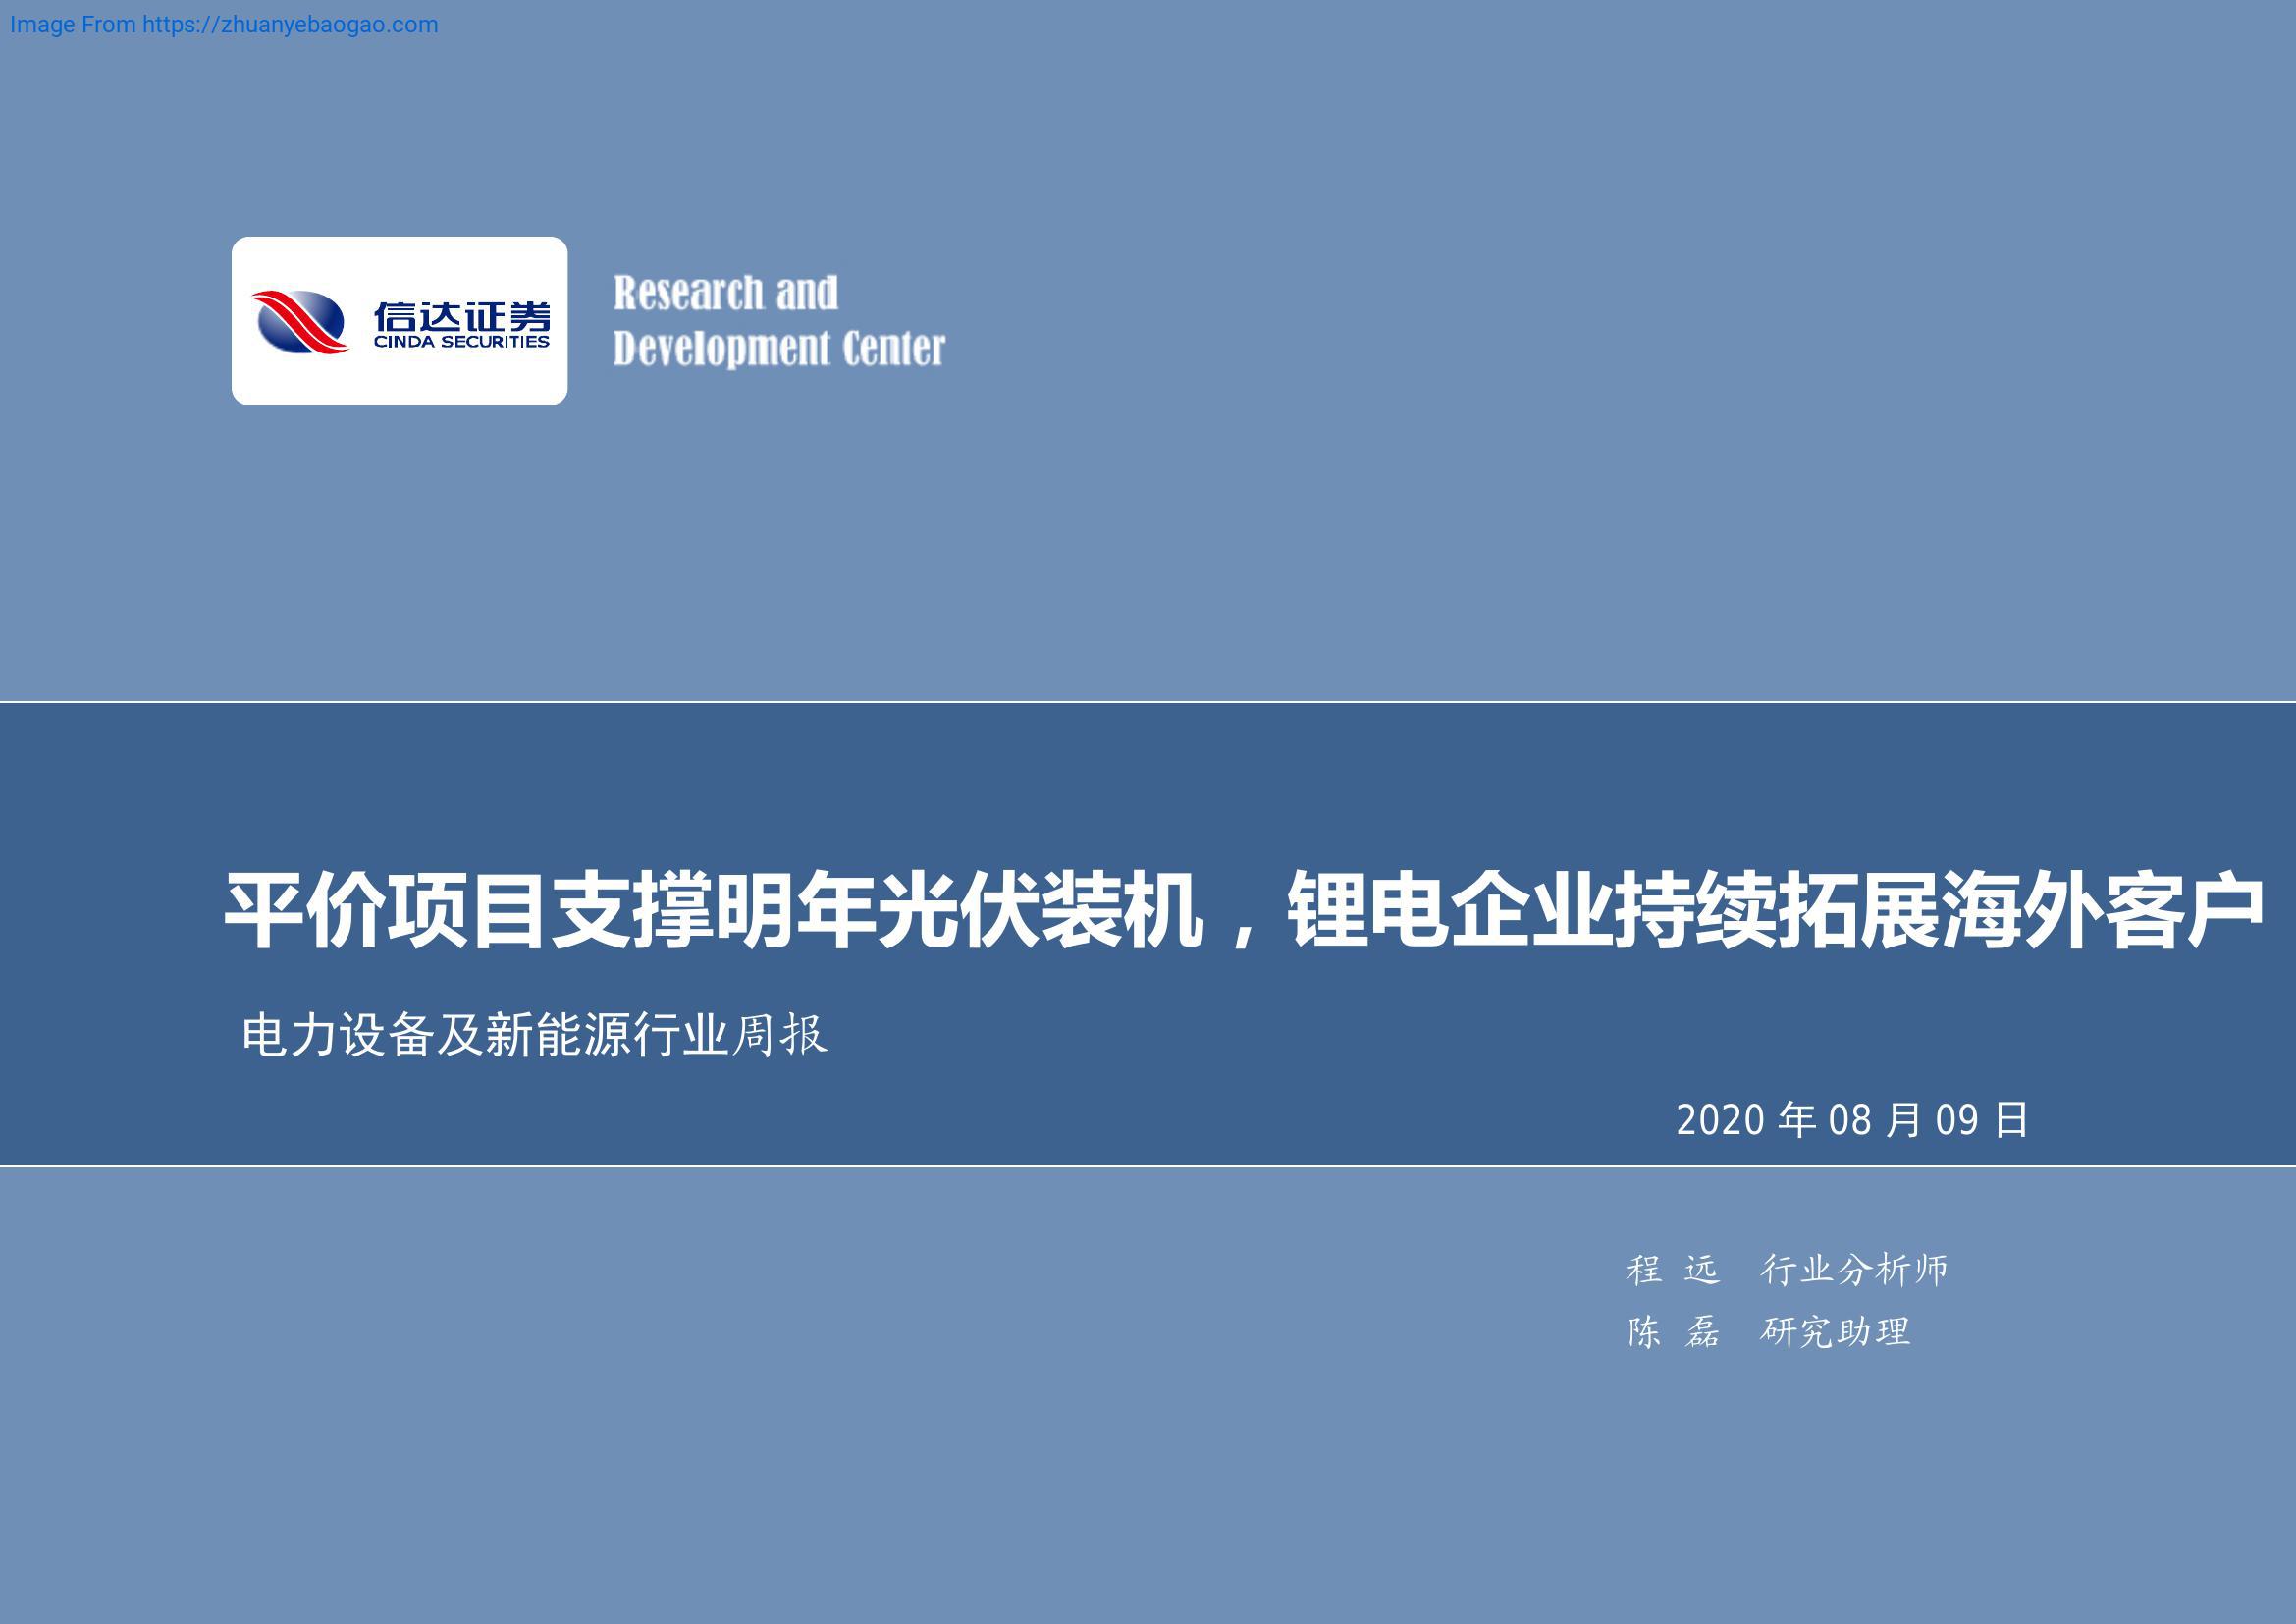 Image From https://zhuanyebaogao.com
信达证券
CINDA SECURITIES
Research and
Development Center
平价项目支撑明年光伏装机，锂电企业持续拓展海外客户
电力设备及新能源行业周报
2020 年 08 月 09 日
程 远 行业分析师
陈 磊 研究助理